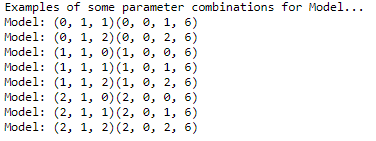 Examples of some parameter combinations for Model...
Model: (0, 1, 1)(0, 0, 1, 6)
Model: (0, 1, 2)(0, 0, 2, 6)
Model: (1, 1, 0)(1, 0, 0, 6)
Model: (1, 1, 1)(1, 0, 1, 6)
Model: (1, 1, 2)(1, 0, 2, 6)
Model: (2, 1, 0)(2, 0, 0, 6)
Model: (2, 1, 1)(2, 0, 1, 6)
Model: (2, 1, 2)(2, 0, 2, 6)